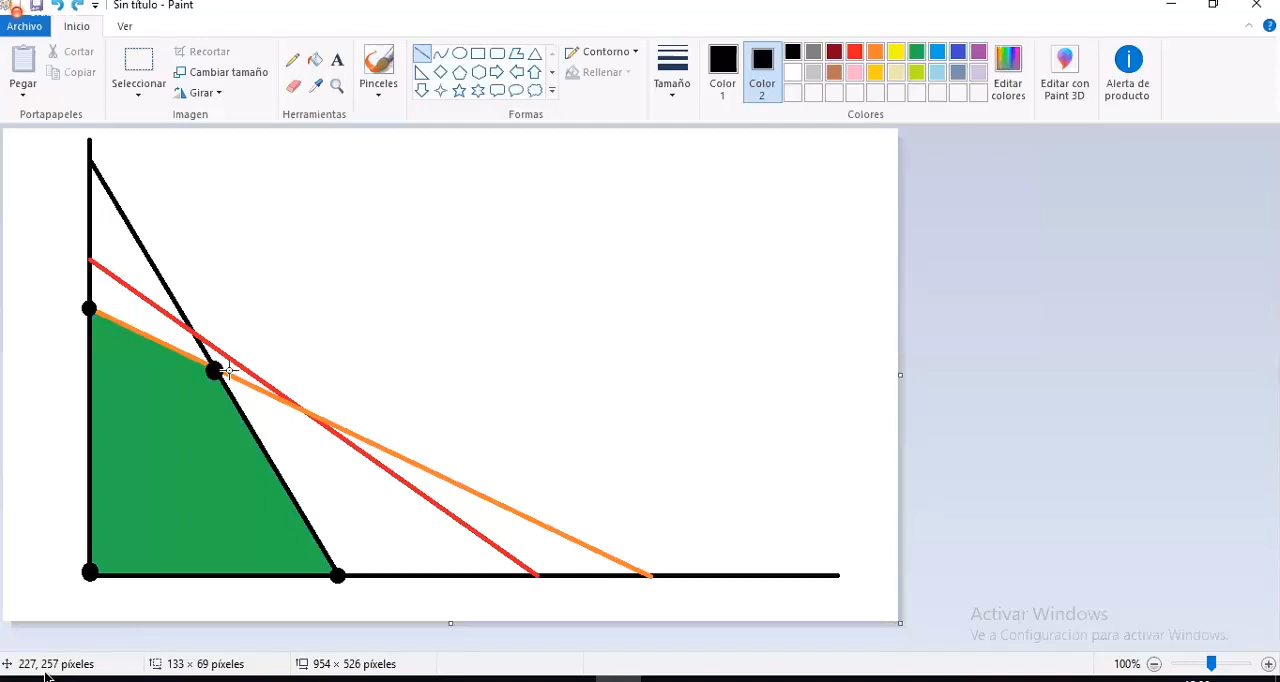 Sin título - Paint
Archivo Inicio Ver
Pegar
Cortar
Copiar
Portapapeles
Seleccionar
Recortar
Cambiar tamaño
Girar
Imagen
A
Herramientas
Pinceles
Contorno
Rellenar
Formas
Tamaño
Color
1
Color
2
Editar
colores
Colores
Editar con
Paint 3D
Alerta de
producto
Activar Windows
Ve a Configuración para activar Windows.
227, 257 píxeles 133 × 69 píxeles 954 × 526 píxeles 100%